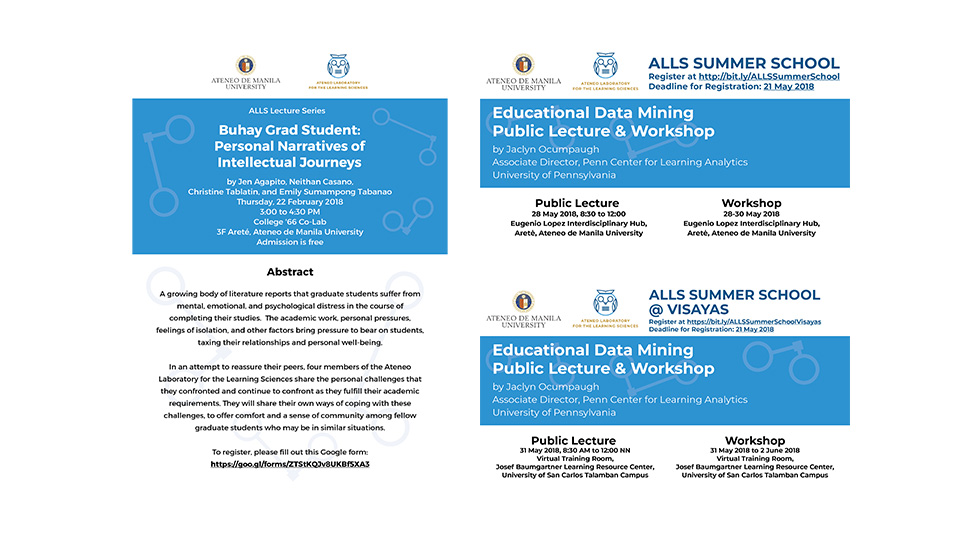 ATENEO DE MANILA
UNIVERSITY
ATENEO LABORATORY
FOR THE LEARNING SCIENCES
ALLS Lecture Series
Buhay Grad Student:
Personal Narratives of
Intellectual Journeys
by Jen Agapito, Neithan Casano,
Christine Tablatin, and Emily Sumampong Tabanao
Thursday, 22 February 2018
3:00 to 4:30 PM
College '66 Co-Lab
3F Areté, Ateneo de Manila University
Admission is free
Abstract
A growing body of literature reports that graduate students suffer from
mental, emotional, and psychological distress in the course of
completing their studies. The academic work, personal pressures,
feelings of isolation, and other factors bring pressure to bear on students,
taxing their relationships and personal well-being.
In an attempt to reassure their peers, four members of the Ateneo
Laboratory for the Learning Sciences share the personal challenges that
they confronted and continue to confront as they fulfill their academic
requirements. They will share their own ways of coping with these
challenges, to offer comfort and a sense of community among fellow
graduate students who may be in similar situations.
To register, please fill out this Google form:
https://goo.gl/forms/ZTStKQJv8UKBf5XA3
ATENEO DE MANILA
UNIVERSITY
ATENEO LABORATORY
FOR THE LEARNING SCIENCES
ALLS SUMMER SCHOOL
Register at http://bit.ly/ALLSSummerSchool
Deadline for Registration: 21 May 2018
Educational Data Mining
Public Lecture & Workshop
by Jaclyn Ocumpaugh
Associate Director, Penn Center for Learning Analytics
University of Pennsylvania
Public Lecture
28 May 2018, 8:30 to 12:00
Eugenio Lopez Interdisciplinary Hub,
Areté, Ateneo de Manila University
Workshop
28-30 May 2018
Eugenio Lopez Interdisciplinary Hub,
Areté, Ateneo de Manila University
ATENEO DE MANILA
UNIVERSITY
ATENEO LABORATORY
FOR THE LEARNING SCIENCES
ALLS SUMMER SCHOOL
@ VISAYAS
Register at https://bit.ly/ALLSSummerSchoolVisayas
Deadline for Registration: 21 May 2018
Educational Data Mining
Public Lecture & Workshop
by Jaclyn Ocumpaugh
Associate Director, Penn Center for Learning Analytics
University of Pennsylvania
Public Lecture
31 May 2018, 8:30 AM to 12:00 NN
Virtual Training Room,
Josef Baumgartner Learning Resource Center,
University of San Carlos Talamban Campus
Workshop
31 May 2018 to 2 June 2018
Virtual Training Room,
Josef Baumgartner Learning Resource Center,
University of San Carlos Talamban Campus